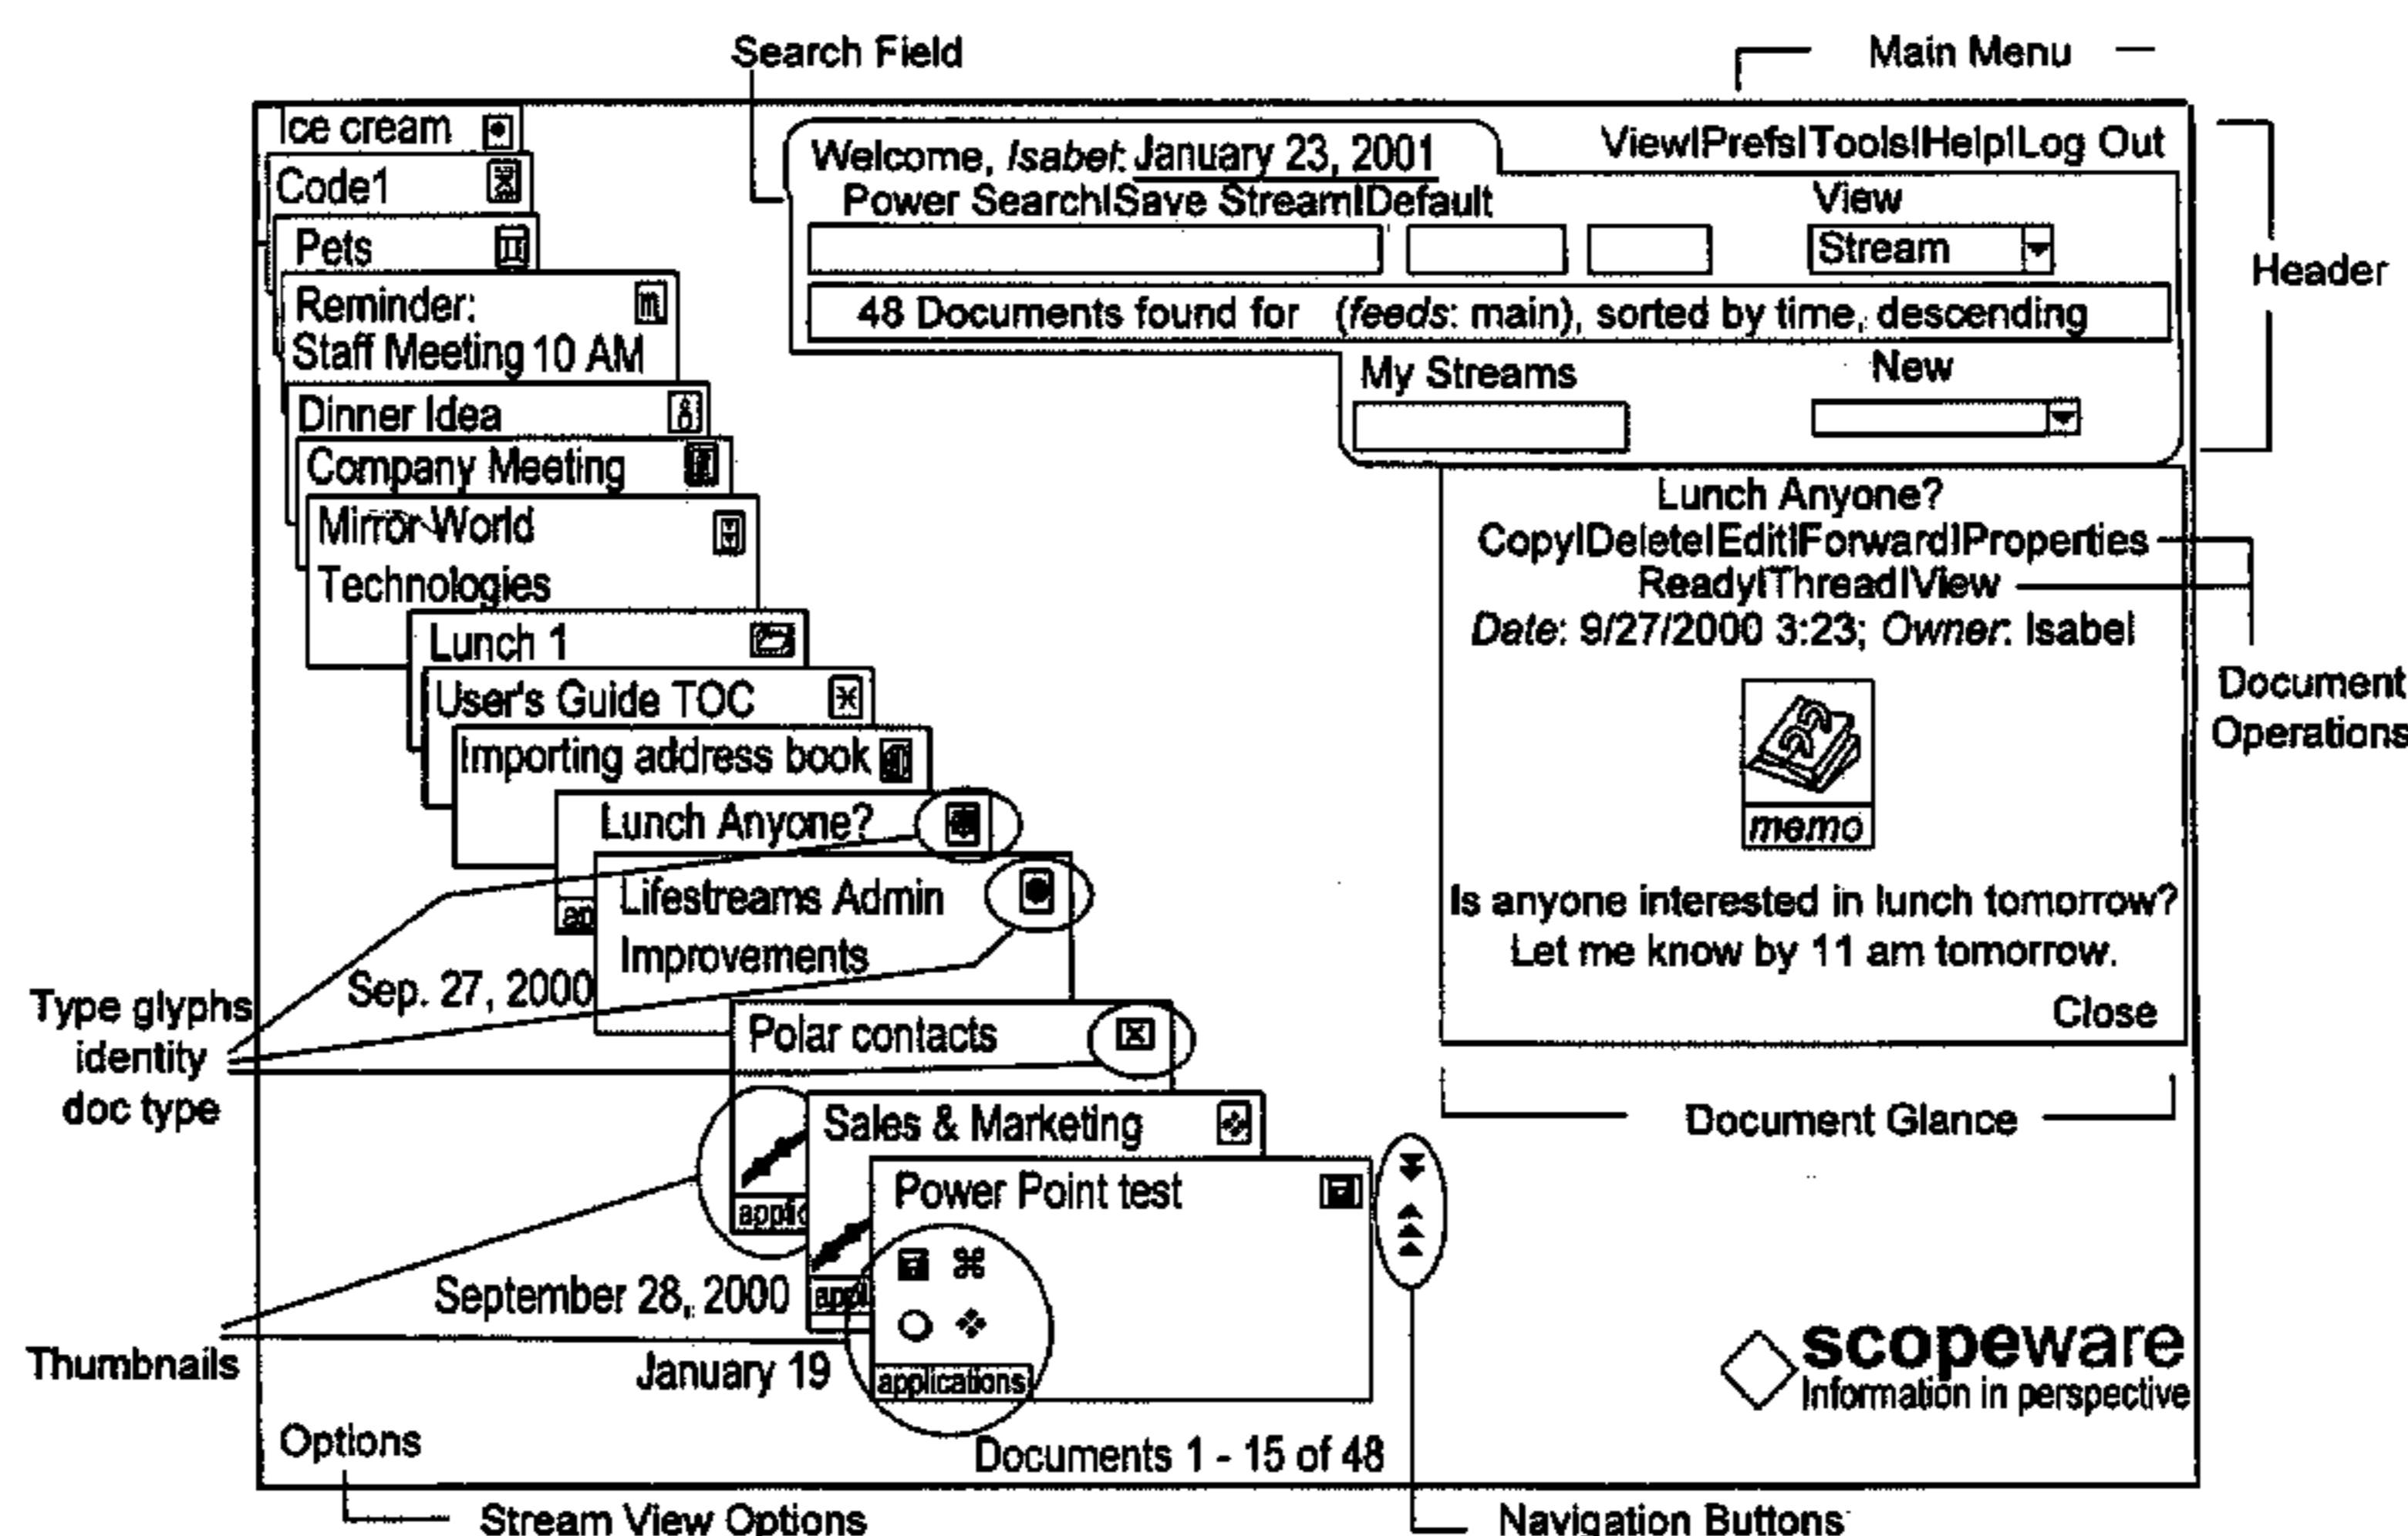 Search Field
Main Menu
Ice cream
Code1
Pets
Reminder:
Staff Meeting 10 AM
Dinner Idea
Company Meeting
Mirror World
Technologies
Lunch 1
User's Guide TOC
Importing address book
Lunch Anyone?
Lifestreams Admin
Improvements
Sep. 27, 2000
Polar contacts
Sales & Marketing
Power Point test
applic
appli
applications
September 28, 2000
January 19
Options
Documents 1 - 15 of 48
Welcome, Isabel: January 23, 2001
View|Prefs|Tools|Help|Log Out
Power Search|Save Stream|Default
View
Stream
48 Documents found for (feeds: main), sorted by time, descending
My Streams
New
Header
Lunch Anyone?
Copy|Delete|Edit|Forward|Properties
Ready|Thread|View
Date: 9/27/2000 3:23; Owner: Isabel
memo
Is anyone interested in lunch tomorrow?
Let me know by 11 am tomorrow.
Close
Document
Operations
Document Glance
Type glyphs
identity
doc type
Thumbnails
scopeware
Information in perspective
Stream View Options
Navigation Buttons